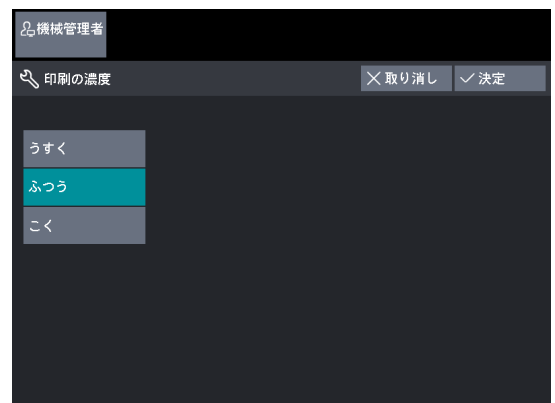 機械管理者
印刷の濃度
取り消し
決定
うすく
ふつう
こく